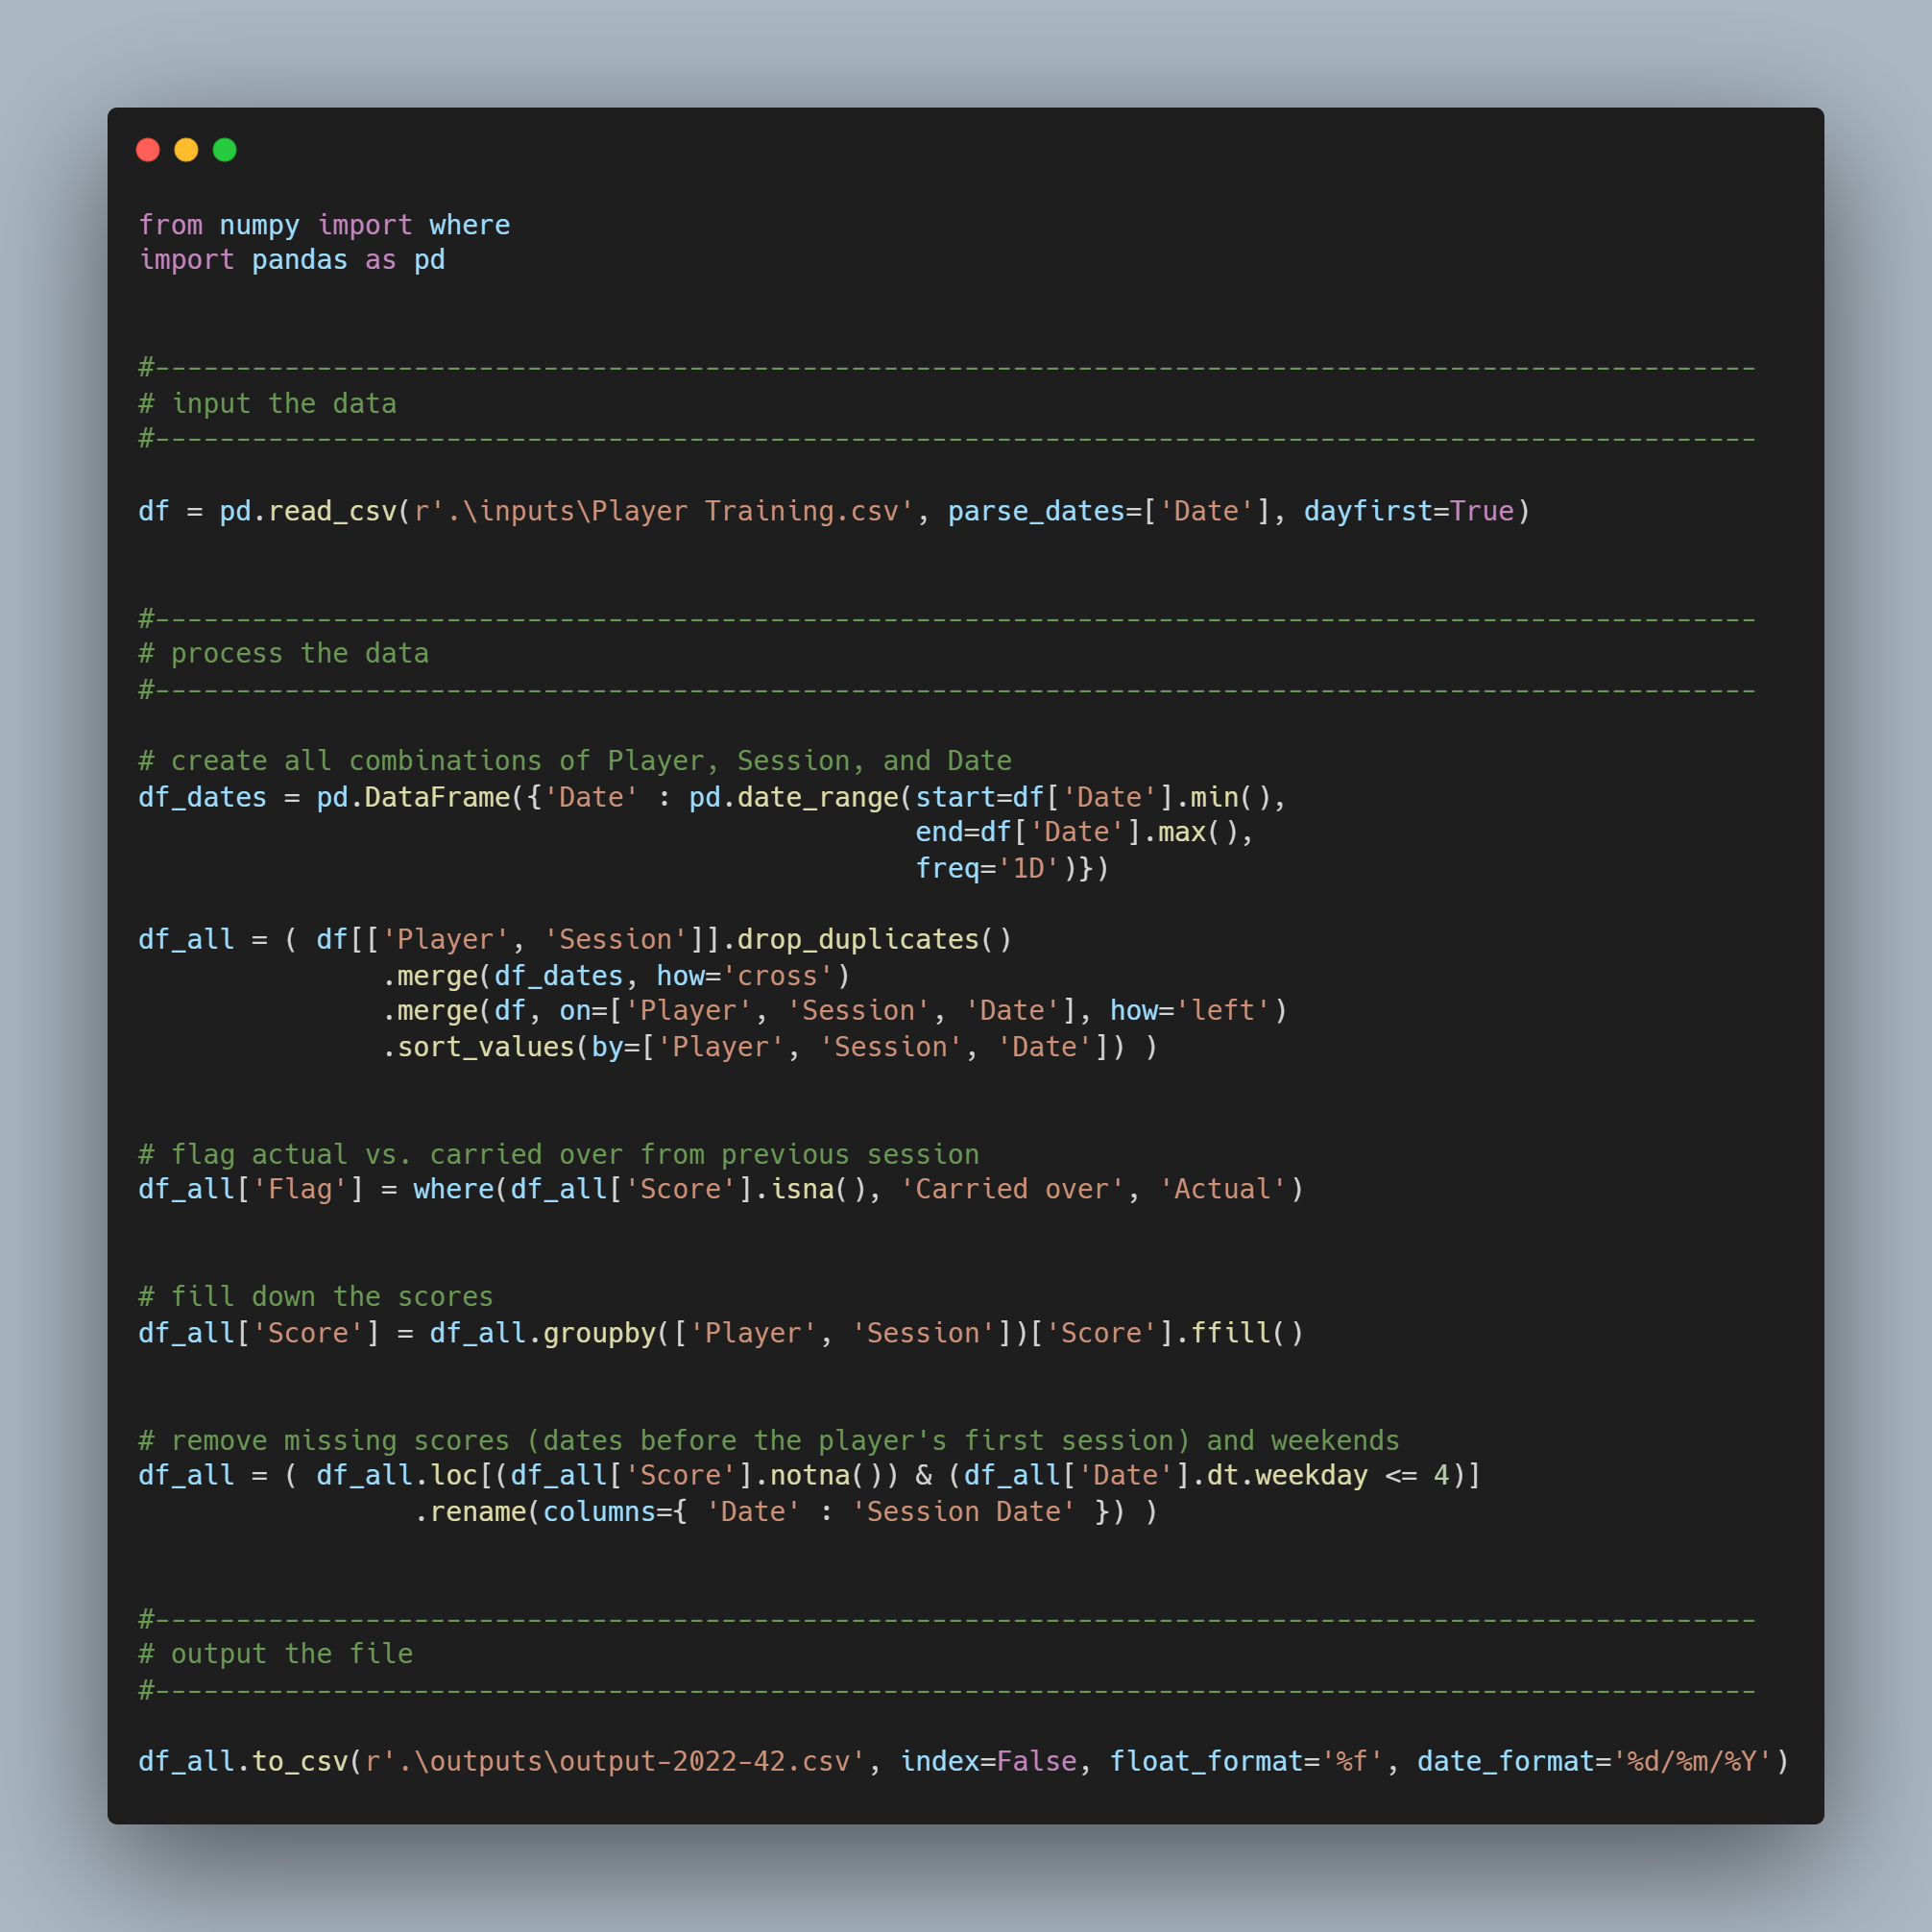 from numpy import where
import pandas as pd
#---------------------------------------------------------------------------------------------------
# input the data
#---------------------------------------------------------------------------------------------------
df = pd.read_csv(r'.\inputs\Player Training.csv', parse_dates=['Date'], dayfirst=True)
#---------------------------------------------------------------------------------------------------
# process the data
#---------------------------------------------------------------------------------------------------
# create all combinations of Player, Session, and Date
df_dates = pd.DataFrame({'Date' : pd.date_range(start=df['Date'].min(),
                                                end=df['Date'].max(),
                                                freq='1D')})
df_all = ( df[['Player', 'Session']].drop_duplicates()
               .merge(df_dates, how='cross')
               .merge(df, on=['Player', 'Session', 'Date'], how='left')
               .sort_values(by=['Player', 'Session', 'Date']) )
# flag actual vs. carried over from previous session
df_all['Flag'] = where(df_all['Score'].isna(), 'Carried over', 'Actual')
# fill down the scores
df_all['Score'] = df_all.groupby(['Player', 'Session'])['Score'].ffill()
# remove missing scores (dates before the player's first session) and weekends
df_all = ( df_all.loc[(df_all['Score'].notna()) & (df_all['Date'].dt.weekday <= 4)]
                 .rename(columns={ 'Date' : 'Session Date' }) )
#---------------------------------------------------------------------------------------------------
# output the file
#---------------------------------------------------------------------------------------------------
df_all.to_csv(r'.\outputs\output-2022-42.csv', index=False, float_format='%f', date_format='%d/%m/%Y')